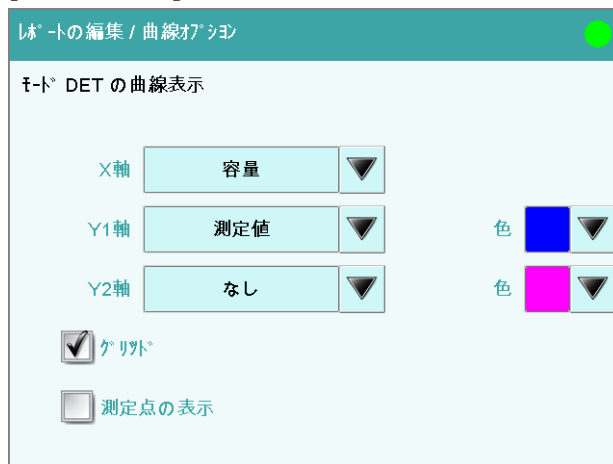 ﾚﾎﾟｰﾄの編集 / 曲線ｵﾌﾟｼｮﾝ
ﾓｰﾄﾞ DET の曲線表示
X軸 容量
Y1軸 測定値 色
Y2軸 なし 色
ｸﾞﾘｯﾄﾞ
測定点の表示